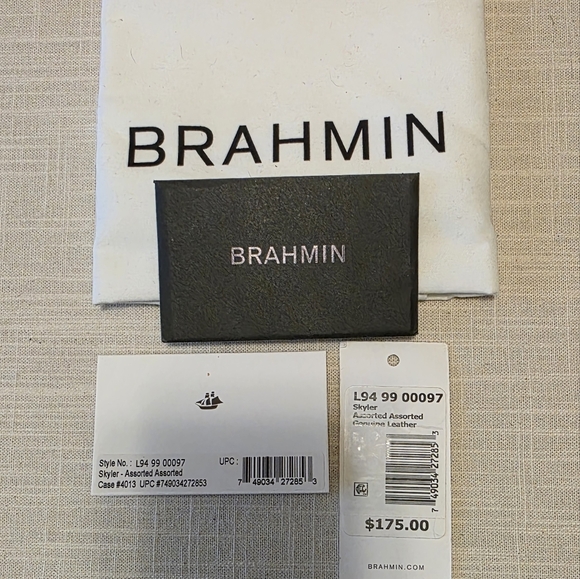 BRAHMIN
BRAHMIN
Style No.: L94 99 00097
Skyler - Assorted Assorted
Case #4013 UPC #749034272853
UPC :
7 49034 27285 3
L94 99 00097
Skyler
Assorted Assorted
Genuine Leather
7 49034 27285 3
$175.00
BRAHMIN.COM